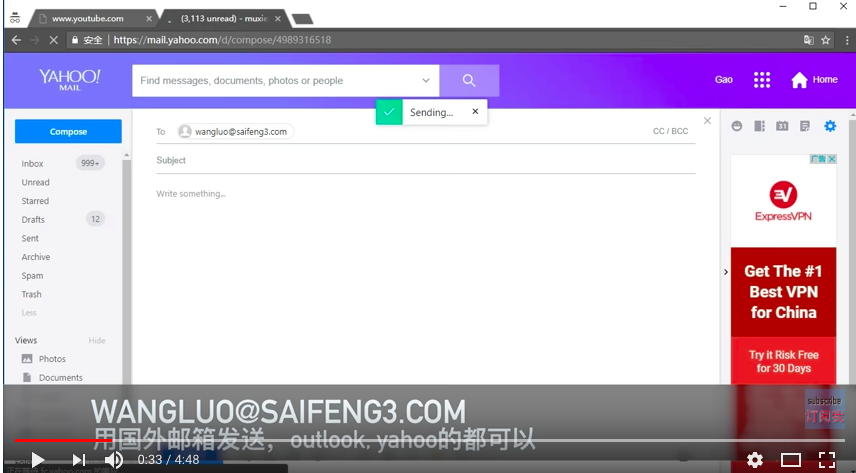 www.youtube.com
(3,113 unread) - muxie
安全 | https://mail.yahoo.com/d/compose/4989316518
YAHOO!
MAIL
Find messages, documents, photos or people
Gao
Home
Sending...
Compose
To
wangluo@saifeng3.com
CC / BCC
Subject
Write something...
Inbox
999+
Unread
Starred
Drafts
12
Sent
Archive
Spam
Trash
Less
Views
Hide
Photos
Documents
31
广告
ExpressVPN
Get The #1
Best VPN
for China
Try it Risk Free
for 30 Days
WANGLUO@SAIFENG3.COM
用国外邮箱发送，outlook, yahoo的都可以
subscribe
0:33 / 4:48